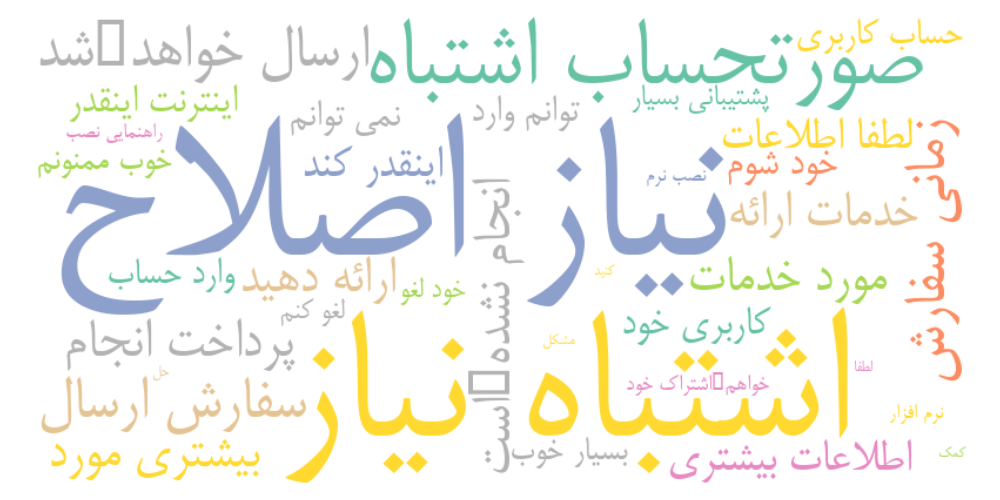 حساب کاربری
صورتحساب اشتباه
ارسال خواهد□شد
پشتیبانی بسیار
توانم وارد
نمی توانم
اینترنت اینقدر
راهنمایی نصب
خوب ممنونم
لطفا اطلاعات
خود شوم
زمانی سفارش
نیاز اصلاح
نصب نرم
اینقدر کند
خدمات ارائه
انجام نشده□است
مورد خدمات
کنید
خود لغو
ارائه دهید
وارد حساب
لغو کنم
کاربری خود
مشکل
پرداخت انجام
اشتباه نیاز
لطفا
خواهم□اشتراک خود
حل
سفارش ارسال
نرم افزار
کمک
اطلاعات بیشتری
بسیار خوب
بیشتری مورد